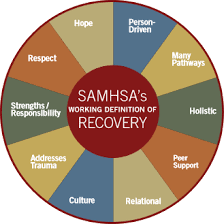 SAMHSA's
WORKING DEFINITION OF
RECOVERY
Hope
Person-
Driven
Many
Pathways
Holistic
Peer
Support
Relational
Culture
Addresses
Trauma
Strengths /
Responsibility
Respect